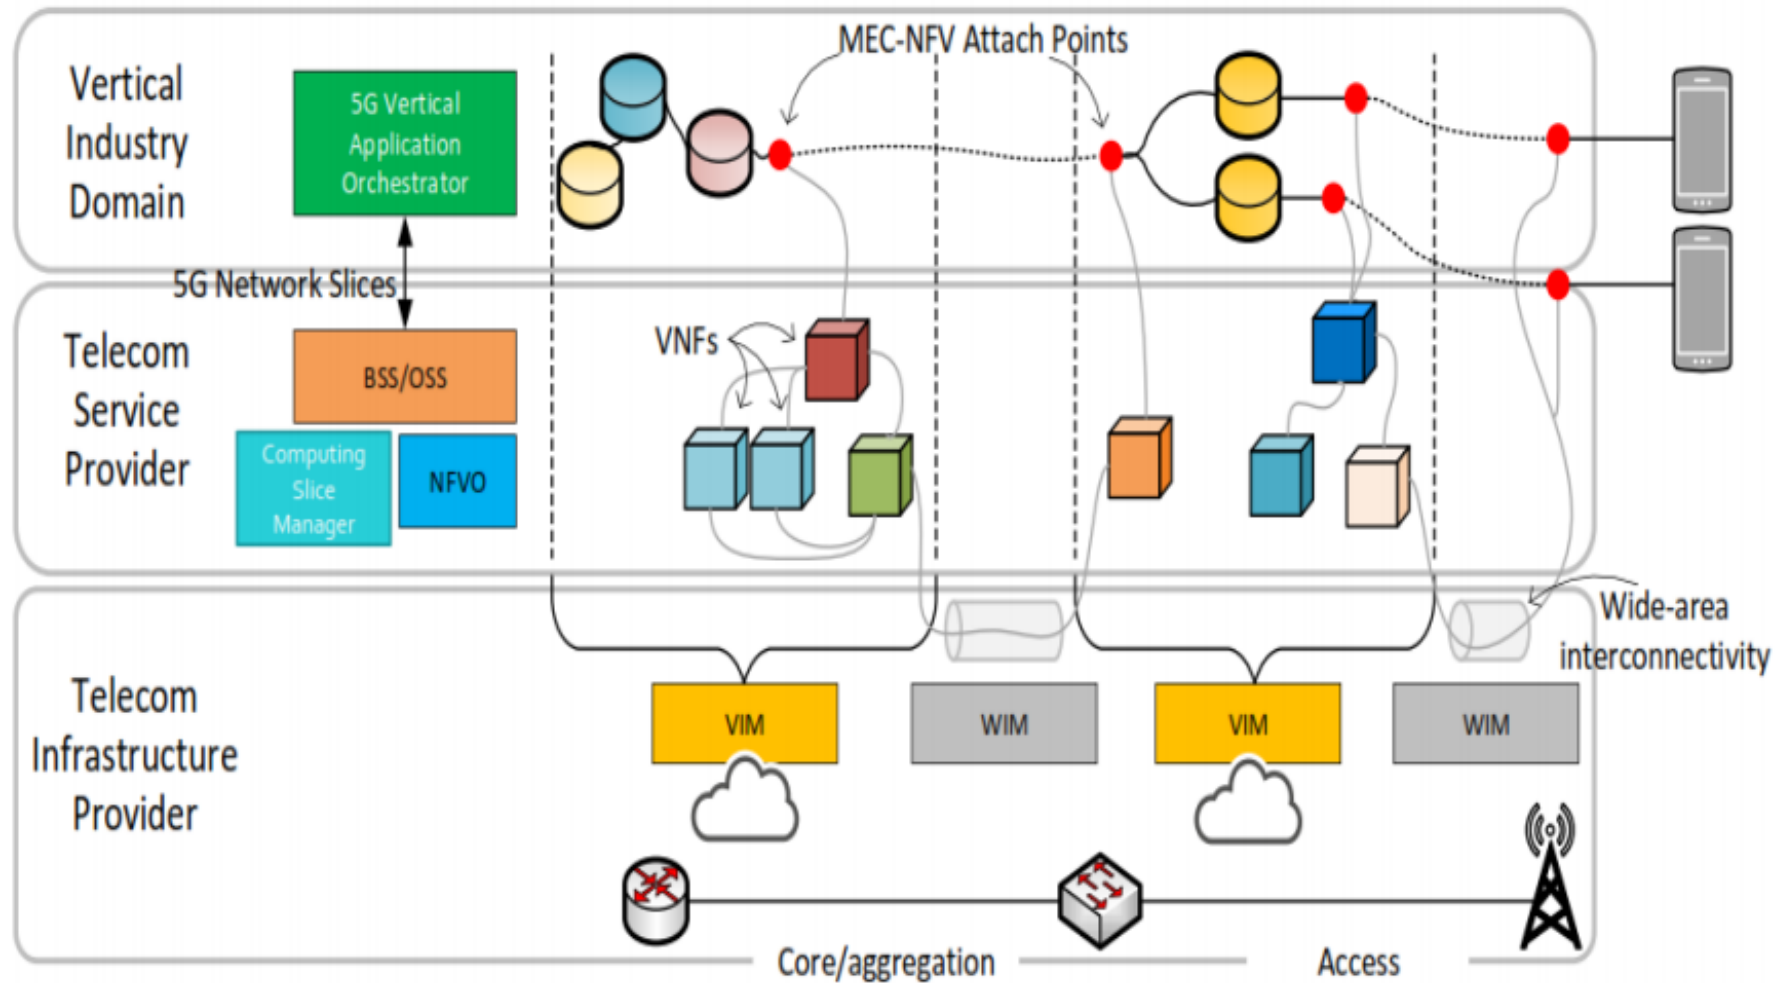 MEC-NFV Attach Points
Vertical
Industry
Domain
5G Vertical
Application
Orchestrator
5G Network Slices
Telecom
Service
Provider
BSS/OSS
Computing
Slice
Manager
NFVO
VNFs
Wide-area
interconnectivity
Telecom
Infrastructure
Provider
VIM
WIM
VIM
WIM
Core/aggregation
Access